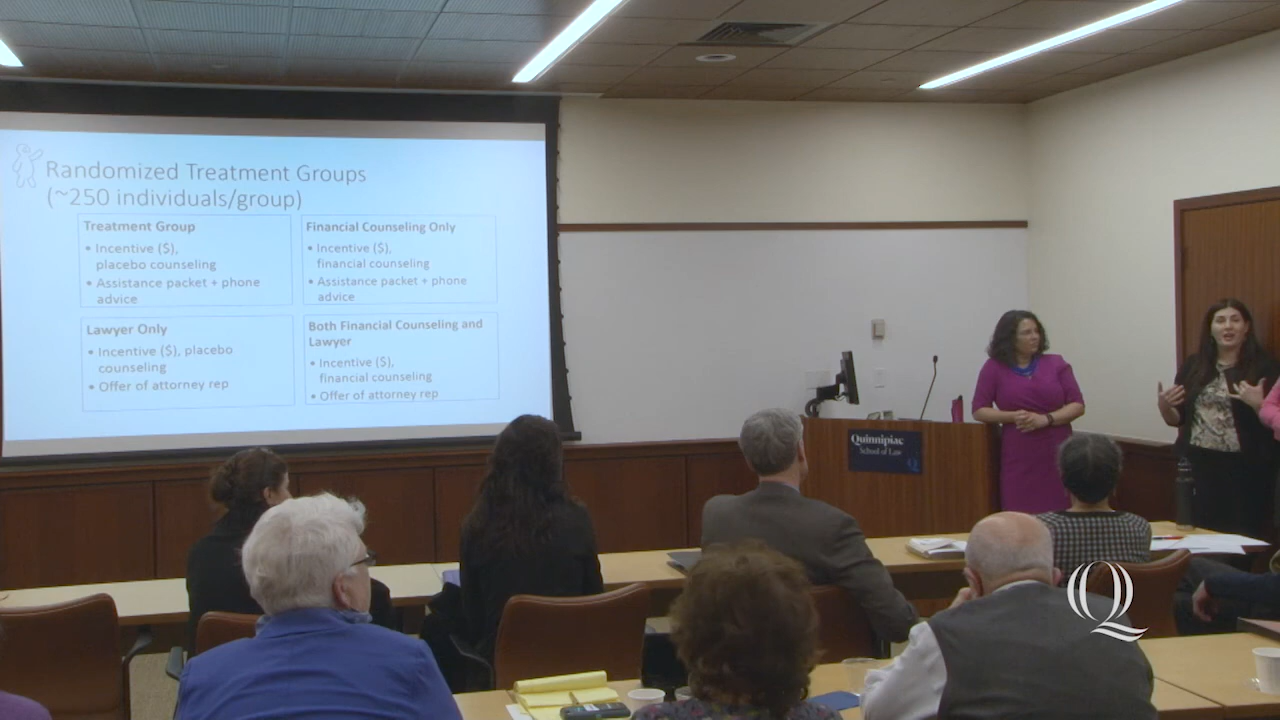 Randomized Treatment Groups
(~250 individuals/group)
Treatment Group
• Incentive ($),
placebo counseling
• Assistance packet + phone
advice
Financial Counseling Only
• Incentive ($),
financial counseling
• Assistance packet + phone
advice
Lawyer Only
• Incentive ($), placebo
counseling
• Offer of attorney rep
Both Financial Counseling and
Lawyer
• Incentive ($),
financial counseling
• Offer of attorney rep
Quinnipiac
School of Law
Q
Q